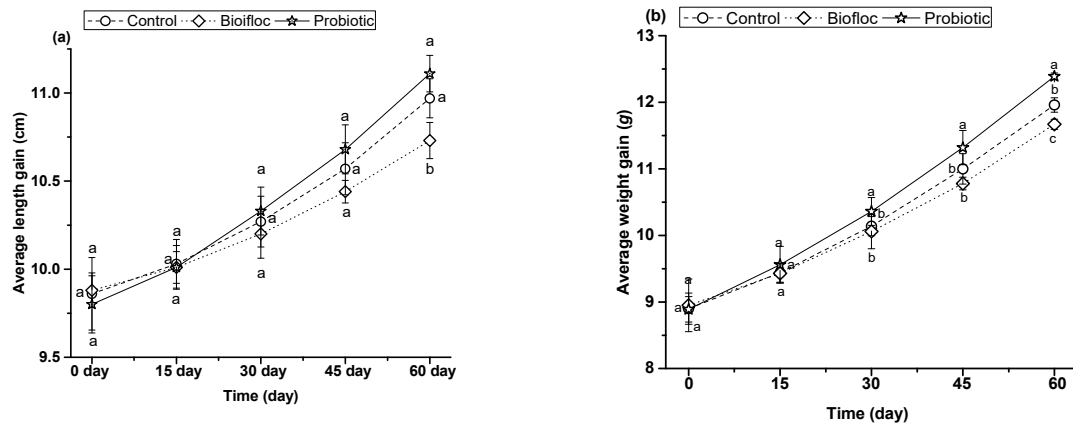 Control Biofloc Probiotic
(a)
Average length gain (cm)
11.0
10.5
10.0
9.5
a
a
a
a
a
a
a
a
a
a
a
a
a
a
b
0 day 15 day 30 day 45 day 60 day
Time (day)
Control Biofloc Probiotic
(b)
Average weight gain (g)
13
12
11
10
9
8
a
a
a
a
a
a
a
b
b
a
b
b
a
b
c
0 15 30 45 60
Time (day)